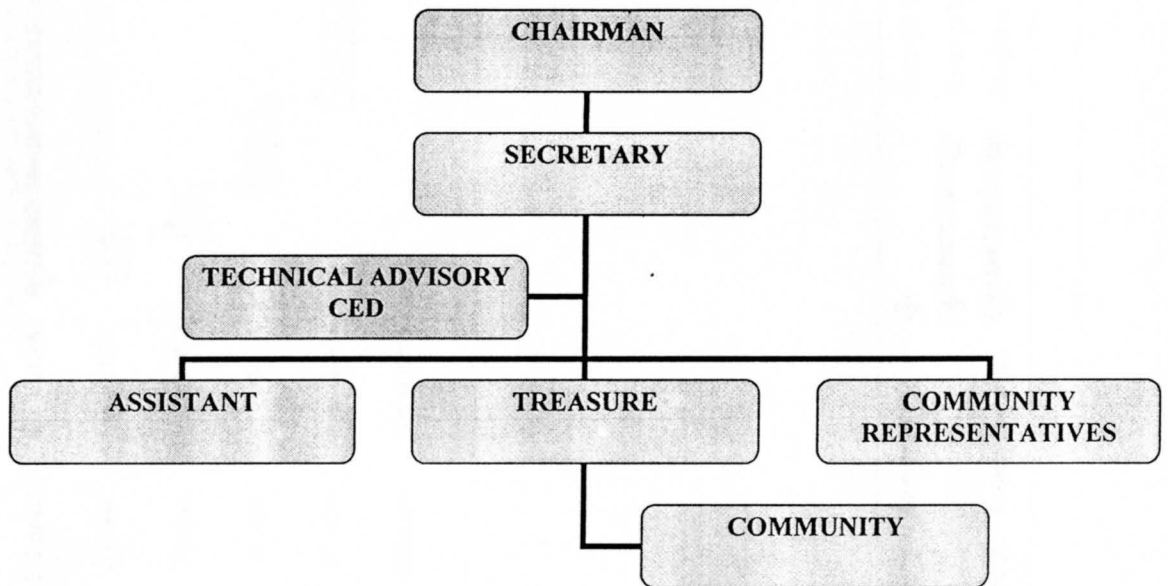 CHAIRMAN
SECRETARY
TECHNICAL ADVISORY
CED
ASSISTANT
TREASURE
COMMUNITY
REPRESENTATIVES
COMMUNITY